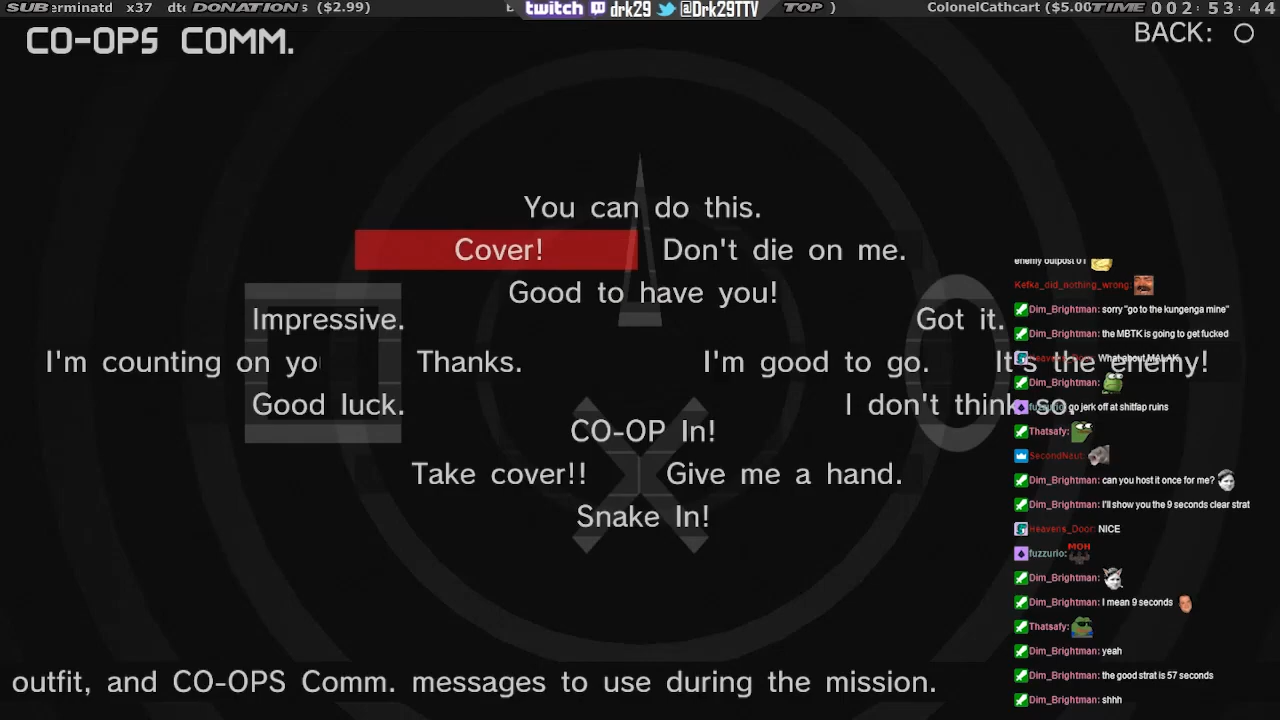 SUB erminatd x37 dte DONATION s ($2.99) twitch drk29 @Drk29TTV TOP ) ColonelCathcart ($5.00 TIME 002:53:44
CO-OPS COMM.
BACK:
You can do this.
Cover! Don't die on me.
Good to have you!
Impressive. Got it.
I'm counting on yo Thanks. I'm good to go. It's the enemy!
Good luck. I don't think so.
CO-OP In!
Take cover!! Give me a hand.
Snake In!
outfit, and CO-OPS Comm. messages to use during the mission.
enemy outpost 01
Kefka_did_nothing_wrong:
Dim_Brightman: sorry "go to the kungenga mine"
Dim_Brightman: the MBTK is going to get fucked
Heavens_Door: What about MALAK
Dim_Brightman:
fuzzurio: go jerk off at shitfap ruins
Thatsafy:
SecondNaut:
Dim_Brightman: can you host it once for me?
Dim_Brightman: I'll show you the 9 seconds clear strat
Heavens_Door: NICE
fuzzurio: MOH
Dim_Brightman:
Dim_Brightman: I mean 9 seconds
Thatsafy:
Dim_Brightman: yeah
Dim_Brightman: the good strat is 57 seconds
Dim_Brightman: shhh